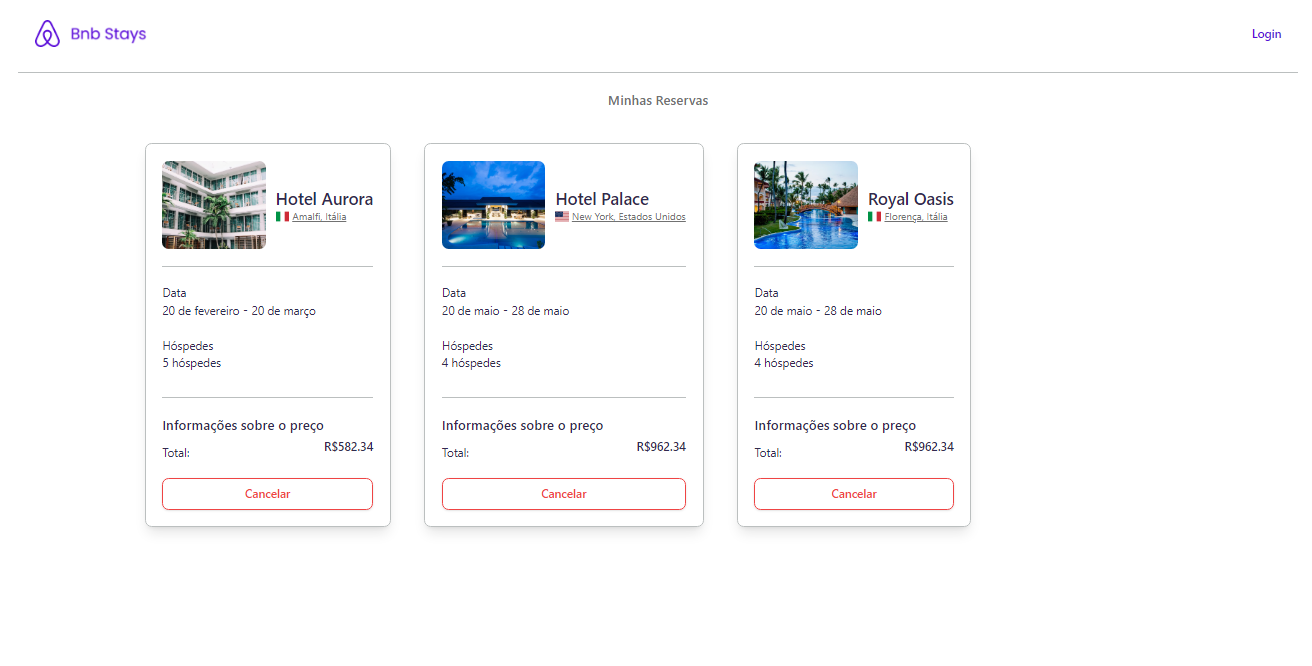 Bnb Stays
Login
Minhas Reservas
Hotel Aurora
Amalfi, Itália
Data
20 de fevereiro - 20 de março
Hóspedes
5 hóspedes
Informações sobre o preço
Total:
R$582.34
Cancelar
Hotel Palace
New York, Estados Unidos
Data
20 de maio - 28 de maio
Hóspedes
4 hóspedes
Informações sobre o preço
Total:
R$962.34
Cancelar
Royal Oasis
Florença, Itália
Data
20 de maio - 28 de maio
Hóspedes
4 hóspedes
Informações sobre o preço
Total:
R$962.34
Cancelar